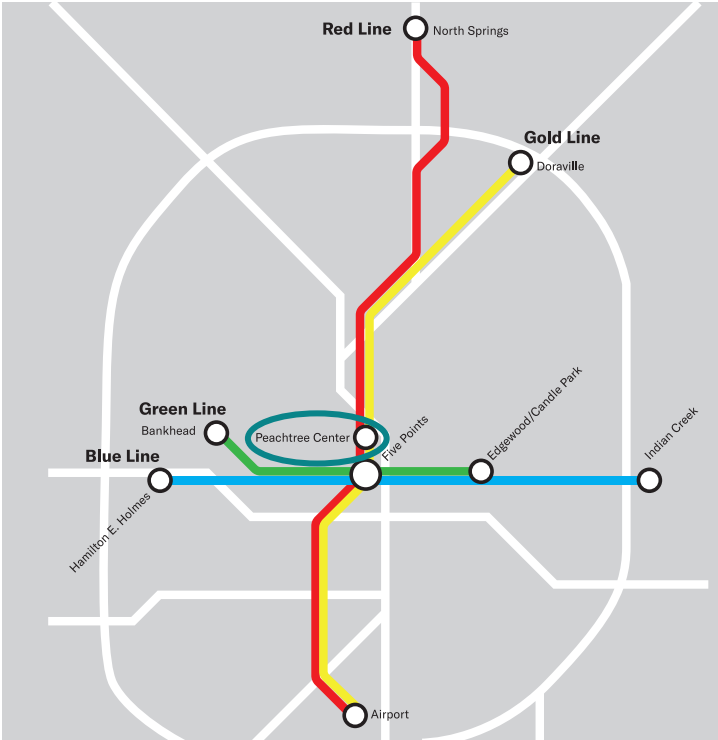 Red Line
North Springs
Gold Line
Doraville
Green Line
Bankhead
Peachtree Center
Five Points
Edgewood/Candle Park
Indian Creek
Blue Line
Hamilton E. Holmes
Airport